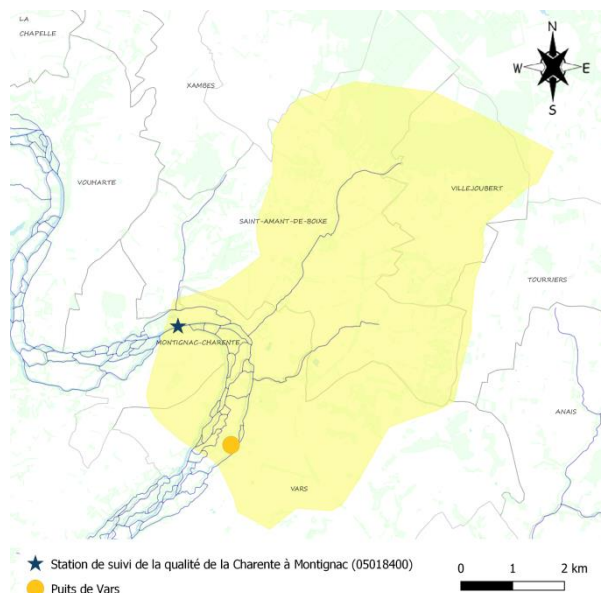 LA
CHAPELLE
N
W E
S
XAMBES
VOUHARTE
VILLEJOUBERT
SAINT-AMANT-DE-BOIXE
TOURRIERS
MONTIGNAC-CHARENTE
ANAIS
VARS
Station de suivi de la qualité de la Charente à Montignac (05018400)
Puits de Vars
0 1 2 km